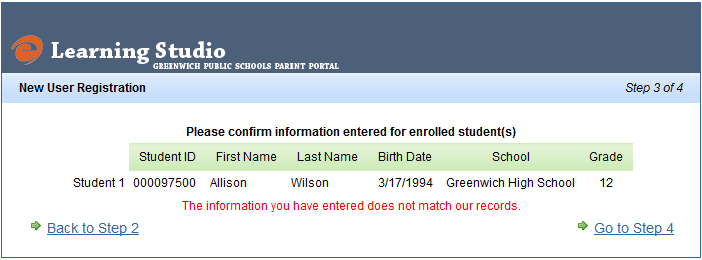 Learning Studio
GREENWICH PUBLIC SCHOOLS PARENT PORTAL
New User Registration Step 3 of 4
Please confirm information entered for enrolled student(s)
Student ID First Name Last Name Birth Date School Grade
Student 1 000097500 Allison Wilson 3/17/1994 Greenwich High School 12
The information you have entered does not match our records.
Back to Step 2 Go to Step 4